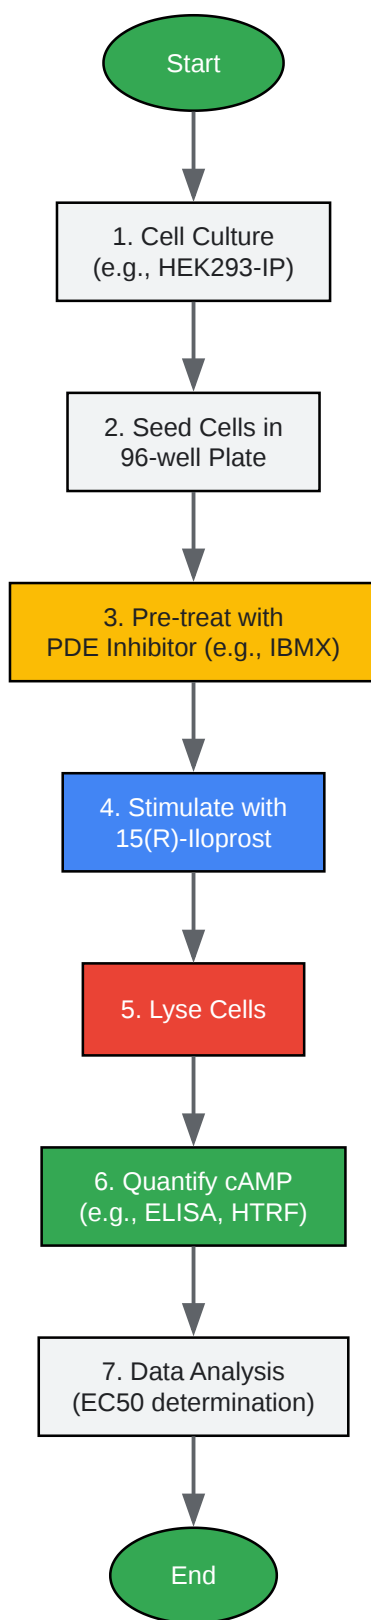 Start
1. Cell Culture
(e.g., HEK293-IP)
2. Seed Cells in
96-well Plate
3. Pre-treat with
PDE Inhibitor (e.g., IBMX)
4. Stimulate with
15(R)-Iloprost
5. Lyse Cells
6. Quantify cAMP
(e.g., ELISA, HTRF)
7. Data Analysis
(EC50 determination)
End